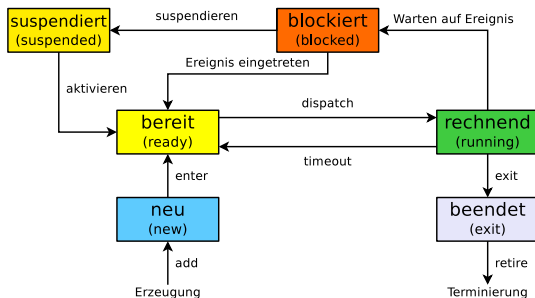 suspendiert
(suspended)
suspendieren
blockiert
(blocked)
Warten auf Ereignis
Ereignis eingetreten
aktivieren
bereit
(ready)
dispatch
rechnend
(running)
timeout
enter
exit
neu
(new)
beendet
(exit)
add
retire
Erzeugung
Terminierung